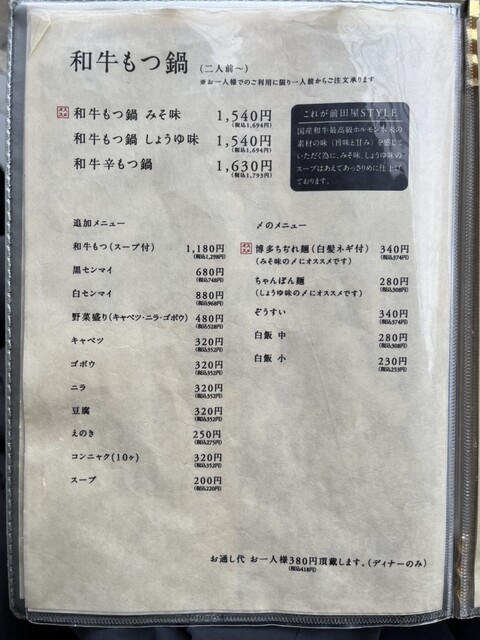 和牛もつ鍋 (二人前〜)
※お一人様でのご利用に限り一人前からご注文承ります
和牛もつ鍋 みそ味 1,540円
(税込1,694円)
和牛もつ鍋 しょうゆ味 1,540円
(税込1,694円)
和牛辛もつ鍋 1,630円
(税込1,793円)
これが前田屋STYLE
国産和牛最高級ホルモン本来の
素材の味(旨味と甘み)を感じて
いただく為に、みそ味、しょうゆ味の
スープはあえてあっさりめに仕上げ
ております。
追加メニュー
和牛もつ(スープ付) 1,180円
(税込1,298円)
黒センマイ 680円
(税込748円)
白センマイ 880円
(税込968円)
野菜盛り(キャベツ・ニラ・ゴボウ) 480円
(税込528円)
キャベツ 320円
(税込352円)
ゴボウ 320円
(税込352円)
ニラ 320円
(税込352円)
豆腐 320円
(税込352円)
えのき 250円
(税込275円)
コンニャク(10ヶ) 320円
(税込352円)
スープ 200円
(税込220円)
〆のメニュー
博多ちぢれ麺(白髪ネギ付) 340円
(みそ味の〆にオススメです) (税込374円)
ちゃんぽん麺 280円
(しょうゆ味の〆にオススメです) (税込308円)
ぞうすい 340円
(税込374円)
白飯 中 280円
(税込308円)
白飯 小 230円
(税込253円)
お通し代 お一人様380円頂戴します。(ディナーのみ)
(税込418円)